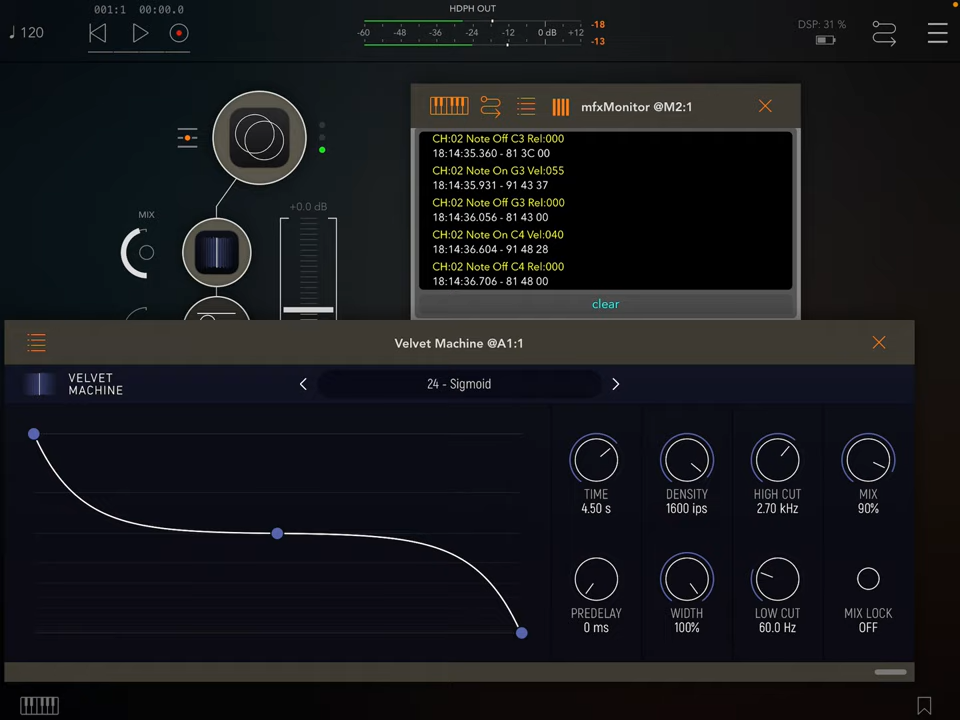 001:1 00:00.0
HDPH OUT
♩ 120
-60 -48 -36 -24 -12 0 dB +12
-18
-13
DSP: 31 %
mfxMonitor @M2:1
CH:02 Note Off C3 Rel:000
18:14:35.360 - 81 3C 00
CH:02 Note On G3 Vel:055
18:14:35.931 - 91 43 37
CH:02 Note Off G3 Rel:000
18:14:36.056 - 81 43 00
CH:02 Note On C4 Vel:040
18:14:36.604 - 91 48 28
CH:02 Note Off C4 Rel:000
18:14:36.706 - 81 48 00
clear
MIX
+0.0 dB
Velvet Machine @A1:1
VELVET
MACHINE
24 - Sigmoid
TIME
4.50 s
DENSITY
1600 ips
HIGH CUT
2.70 kHz
MIX
90%
PREDELAY
0 ms
WIDTH
100%
LOW CUT
60.0 Hz
MIX LOCK
OFF